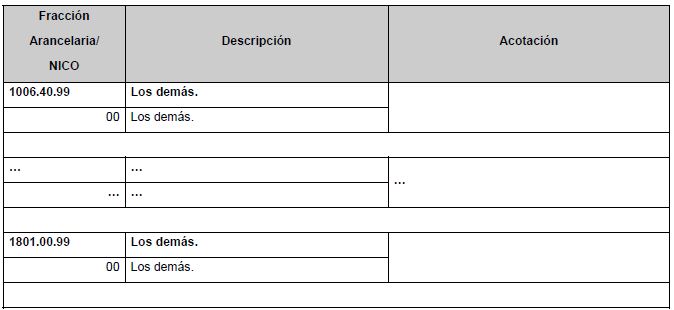 Fracción
Arancelaria/
NICO
Descripción
Acotación
1006.40.99
Los demás.
00
Los demás.
...
...
...
...
...
1801.00.99
Los demás.
00
Los demás.